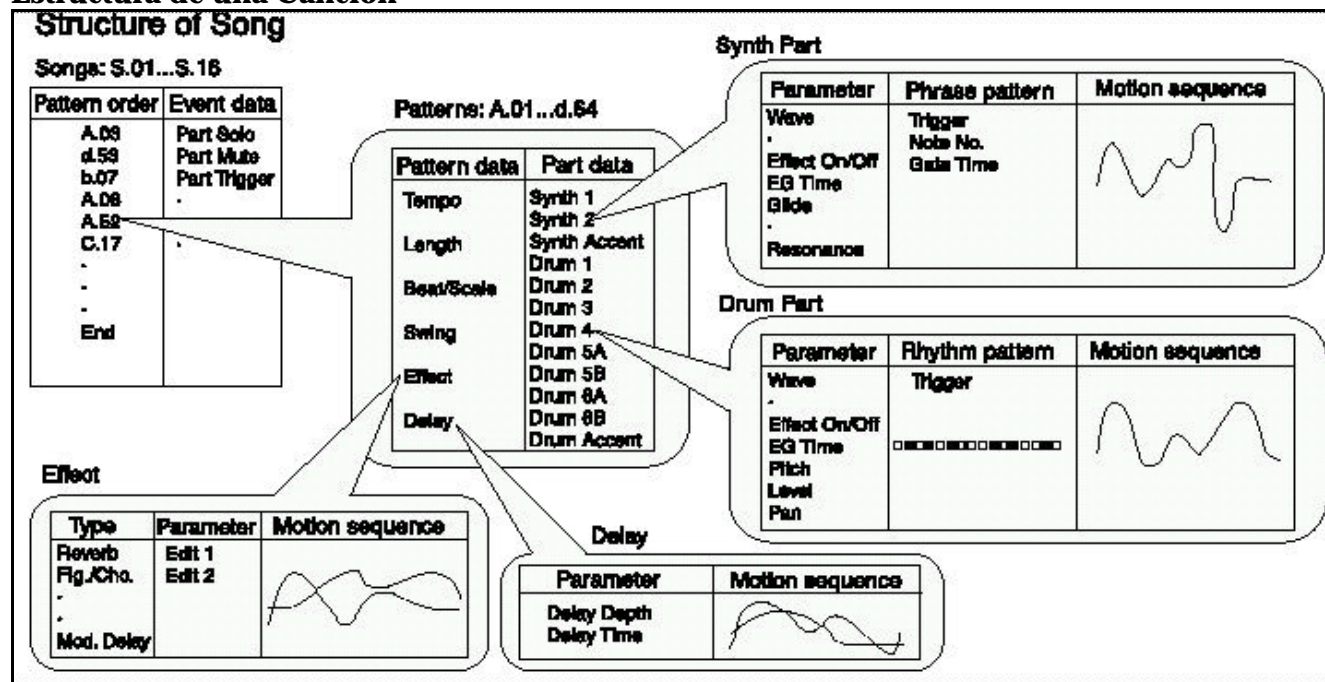 Estructura de una Canción
Structure of Song
Songs: S.01...S.16
Pattern order Event data
A.03 Part Solo
d.53 Part Mute
b.07 Part Trigger
A.08 .
A.52
C.17 .
.
.
.
End
Patterns: A.01...d.64
Pattern data Part data
Tempo
Length
Beat/Scale
Swing
Effect
Delay
Synth 1
Synth 2
Synth Accent
Drum 1
Drum 2
Drum 3
Drum 4
Drum 5A
Drum 5B
Drum 6A
Drum 6B
Drum Accent
Synth Part
Parameter Phrase pattern Motion sequence
Wave
.
Effect On/Off
EG Time
Glide
.
Resonance
Trigger
Note No.
Gate Time
Drum Part
Parameter Rhythm pattern Motion sequence
Wave
.
Effect On/Off
EG Time
Pitch
Level
Pan
Trigger
Effect
Type Parameter Motion sequence
Reverb Edit 1
Flg./Cho. Edit 2
.
.
Mod. Delay
Delay
Parameter Motion sequence
Delay Depth
Delay Time